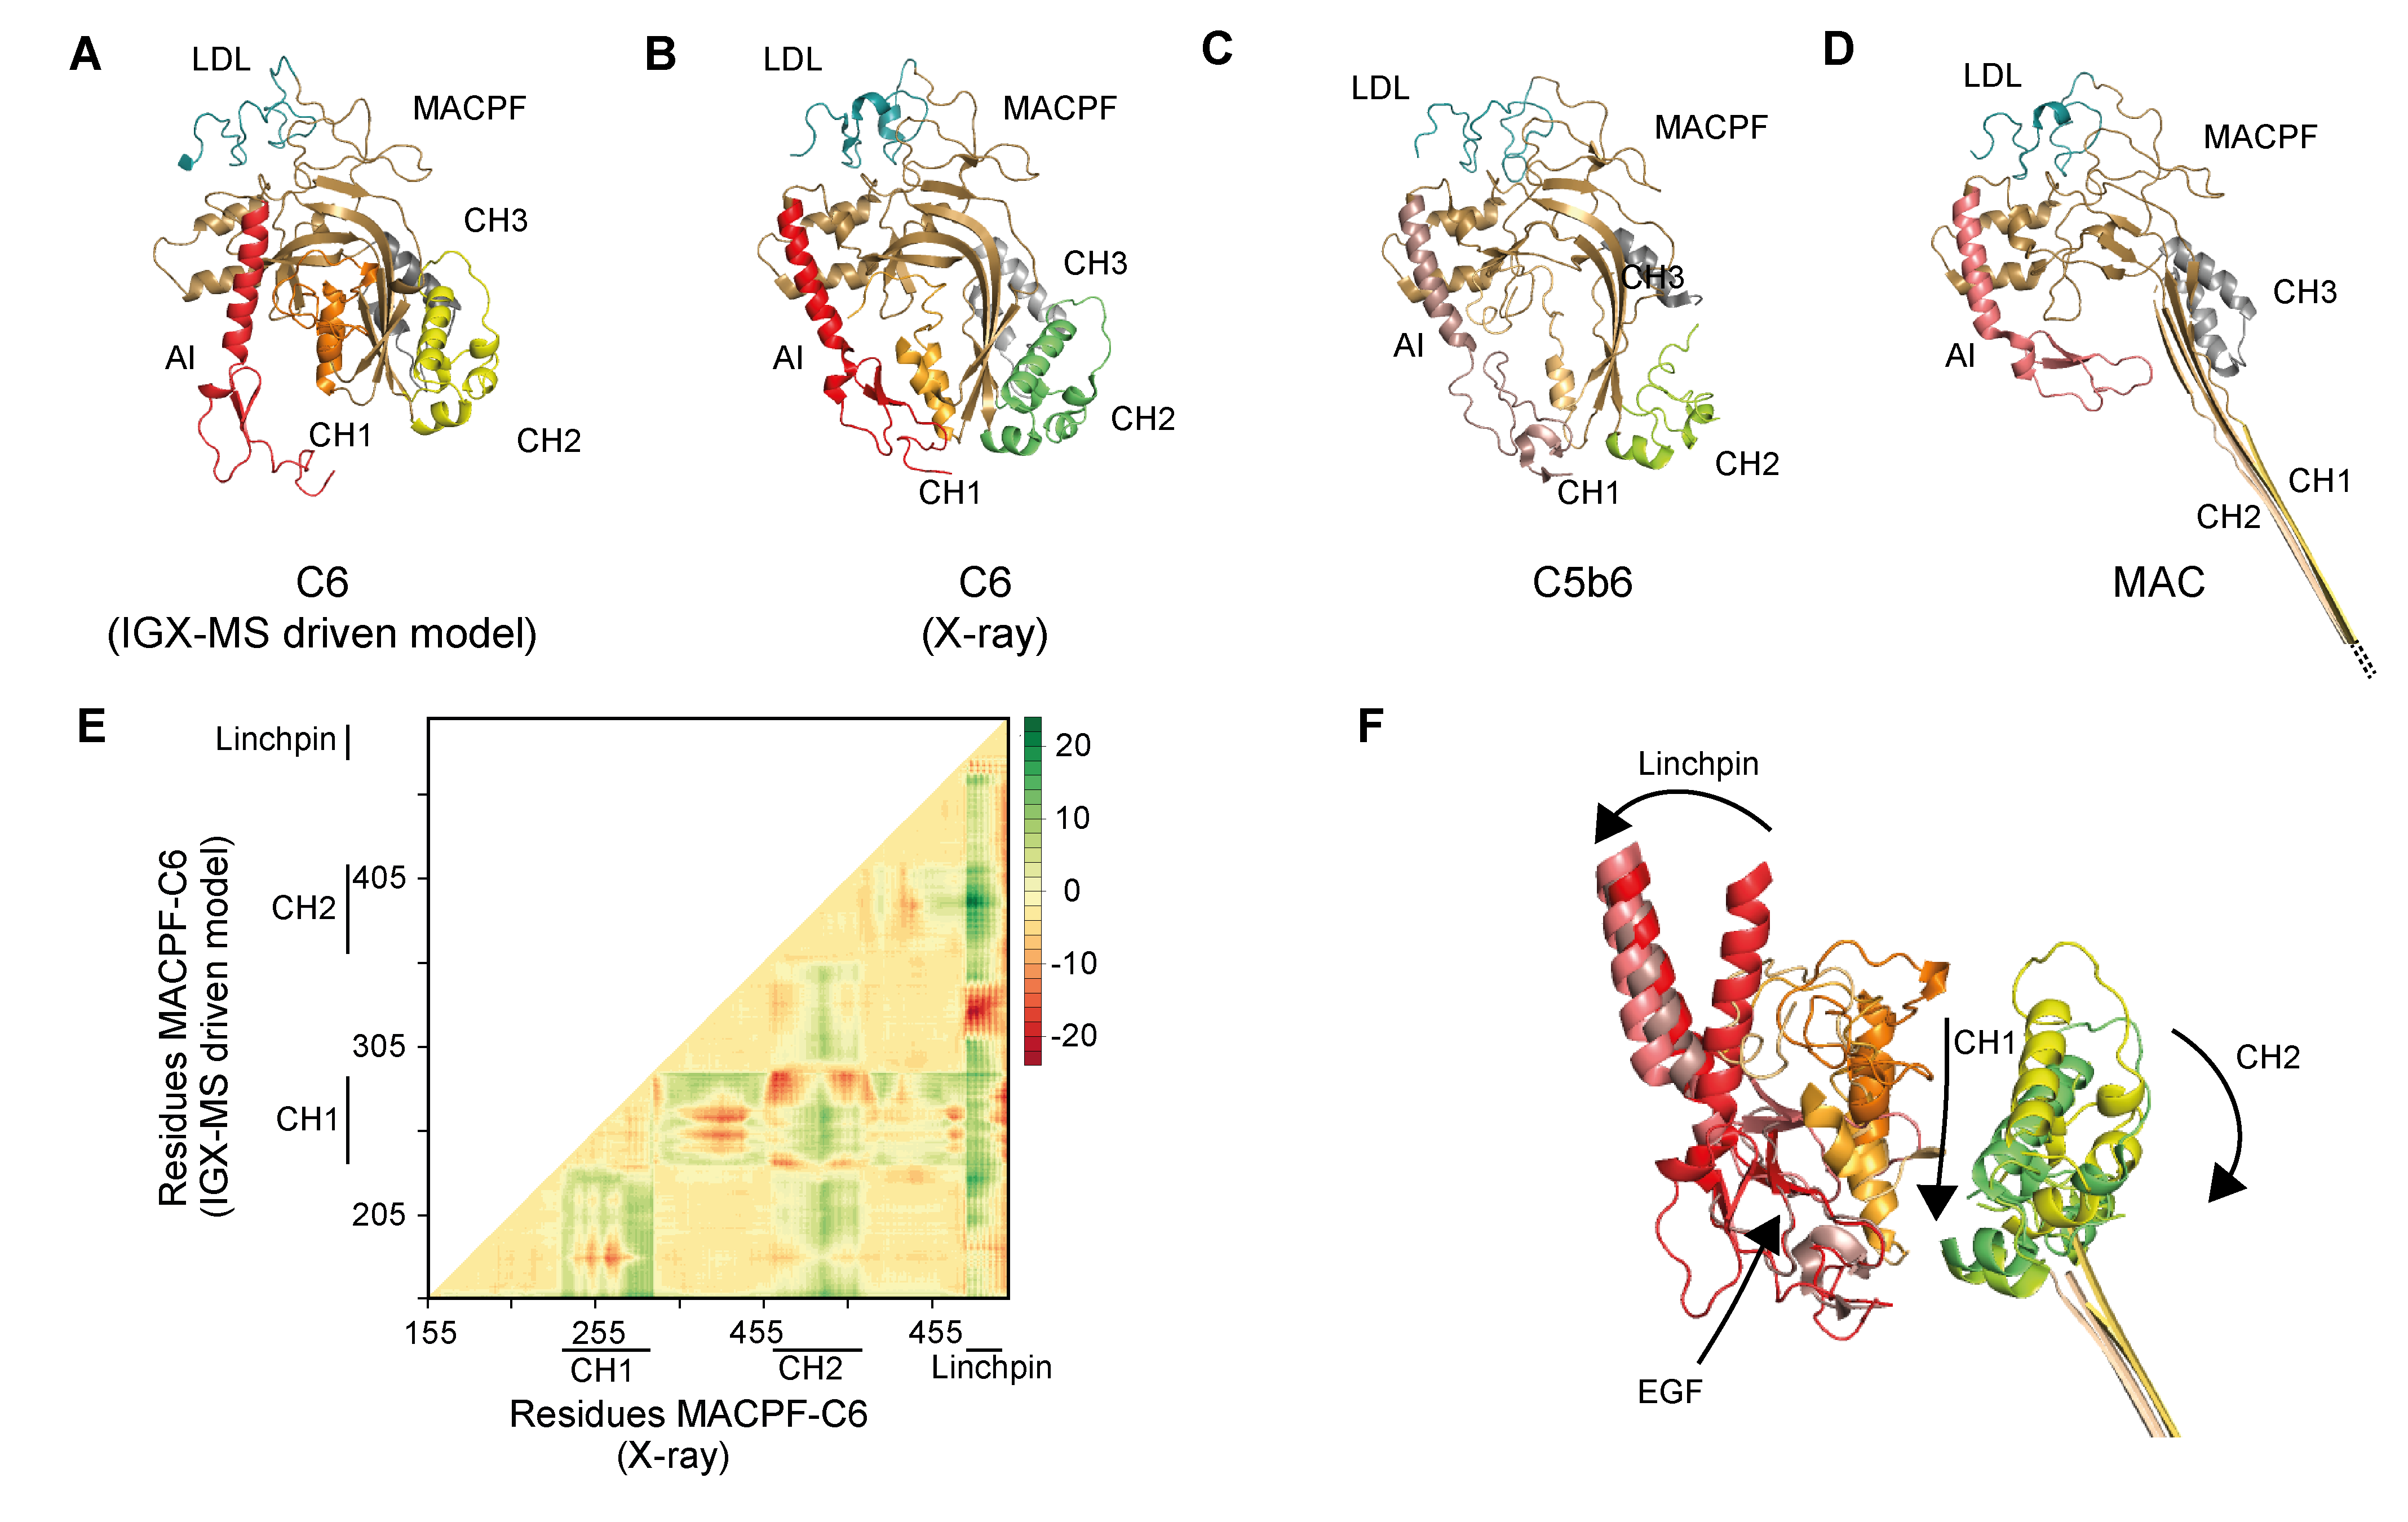 A
LDL
MACPF
CH3
AI
CH1
CH2
C6
(IGX-MS driven model)
B
LDL
MACPF
CH3
AI
CH2
CH1
C6
(X-ray)
C
LDL
MACPF
CH3
AI
CH2
CH1
C5b6
D
LDL
MACPF
CH3
AI
CH1
CH2
MAC
E
Linchpin
CH2
CH1
Residues MACPF-C6
(IGX-MS driven model)
405
305
205
155
255
455
455
CH1
CH2
Linchpin
Residues MACPF-C6
(X-ray)
20
10
0
-10
-20
F
Linchpin
CH1
CH2
EGF